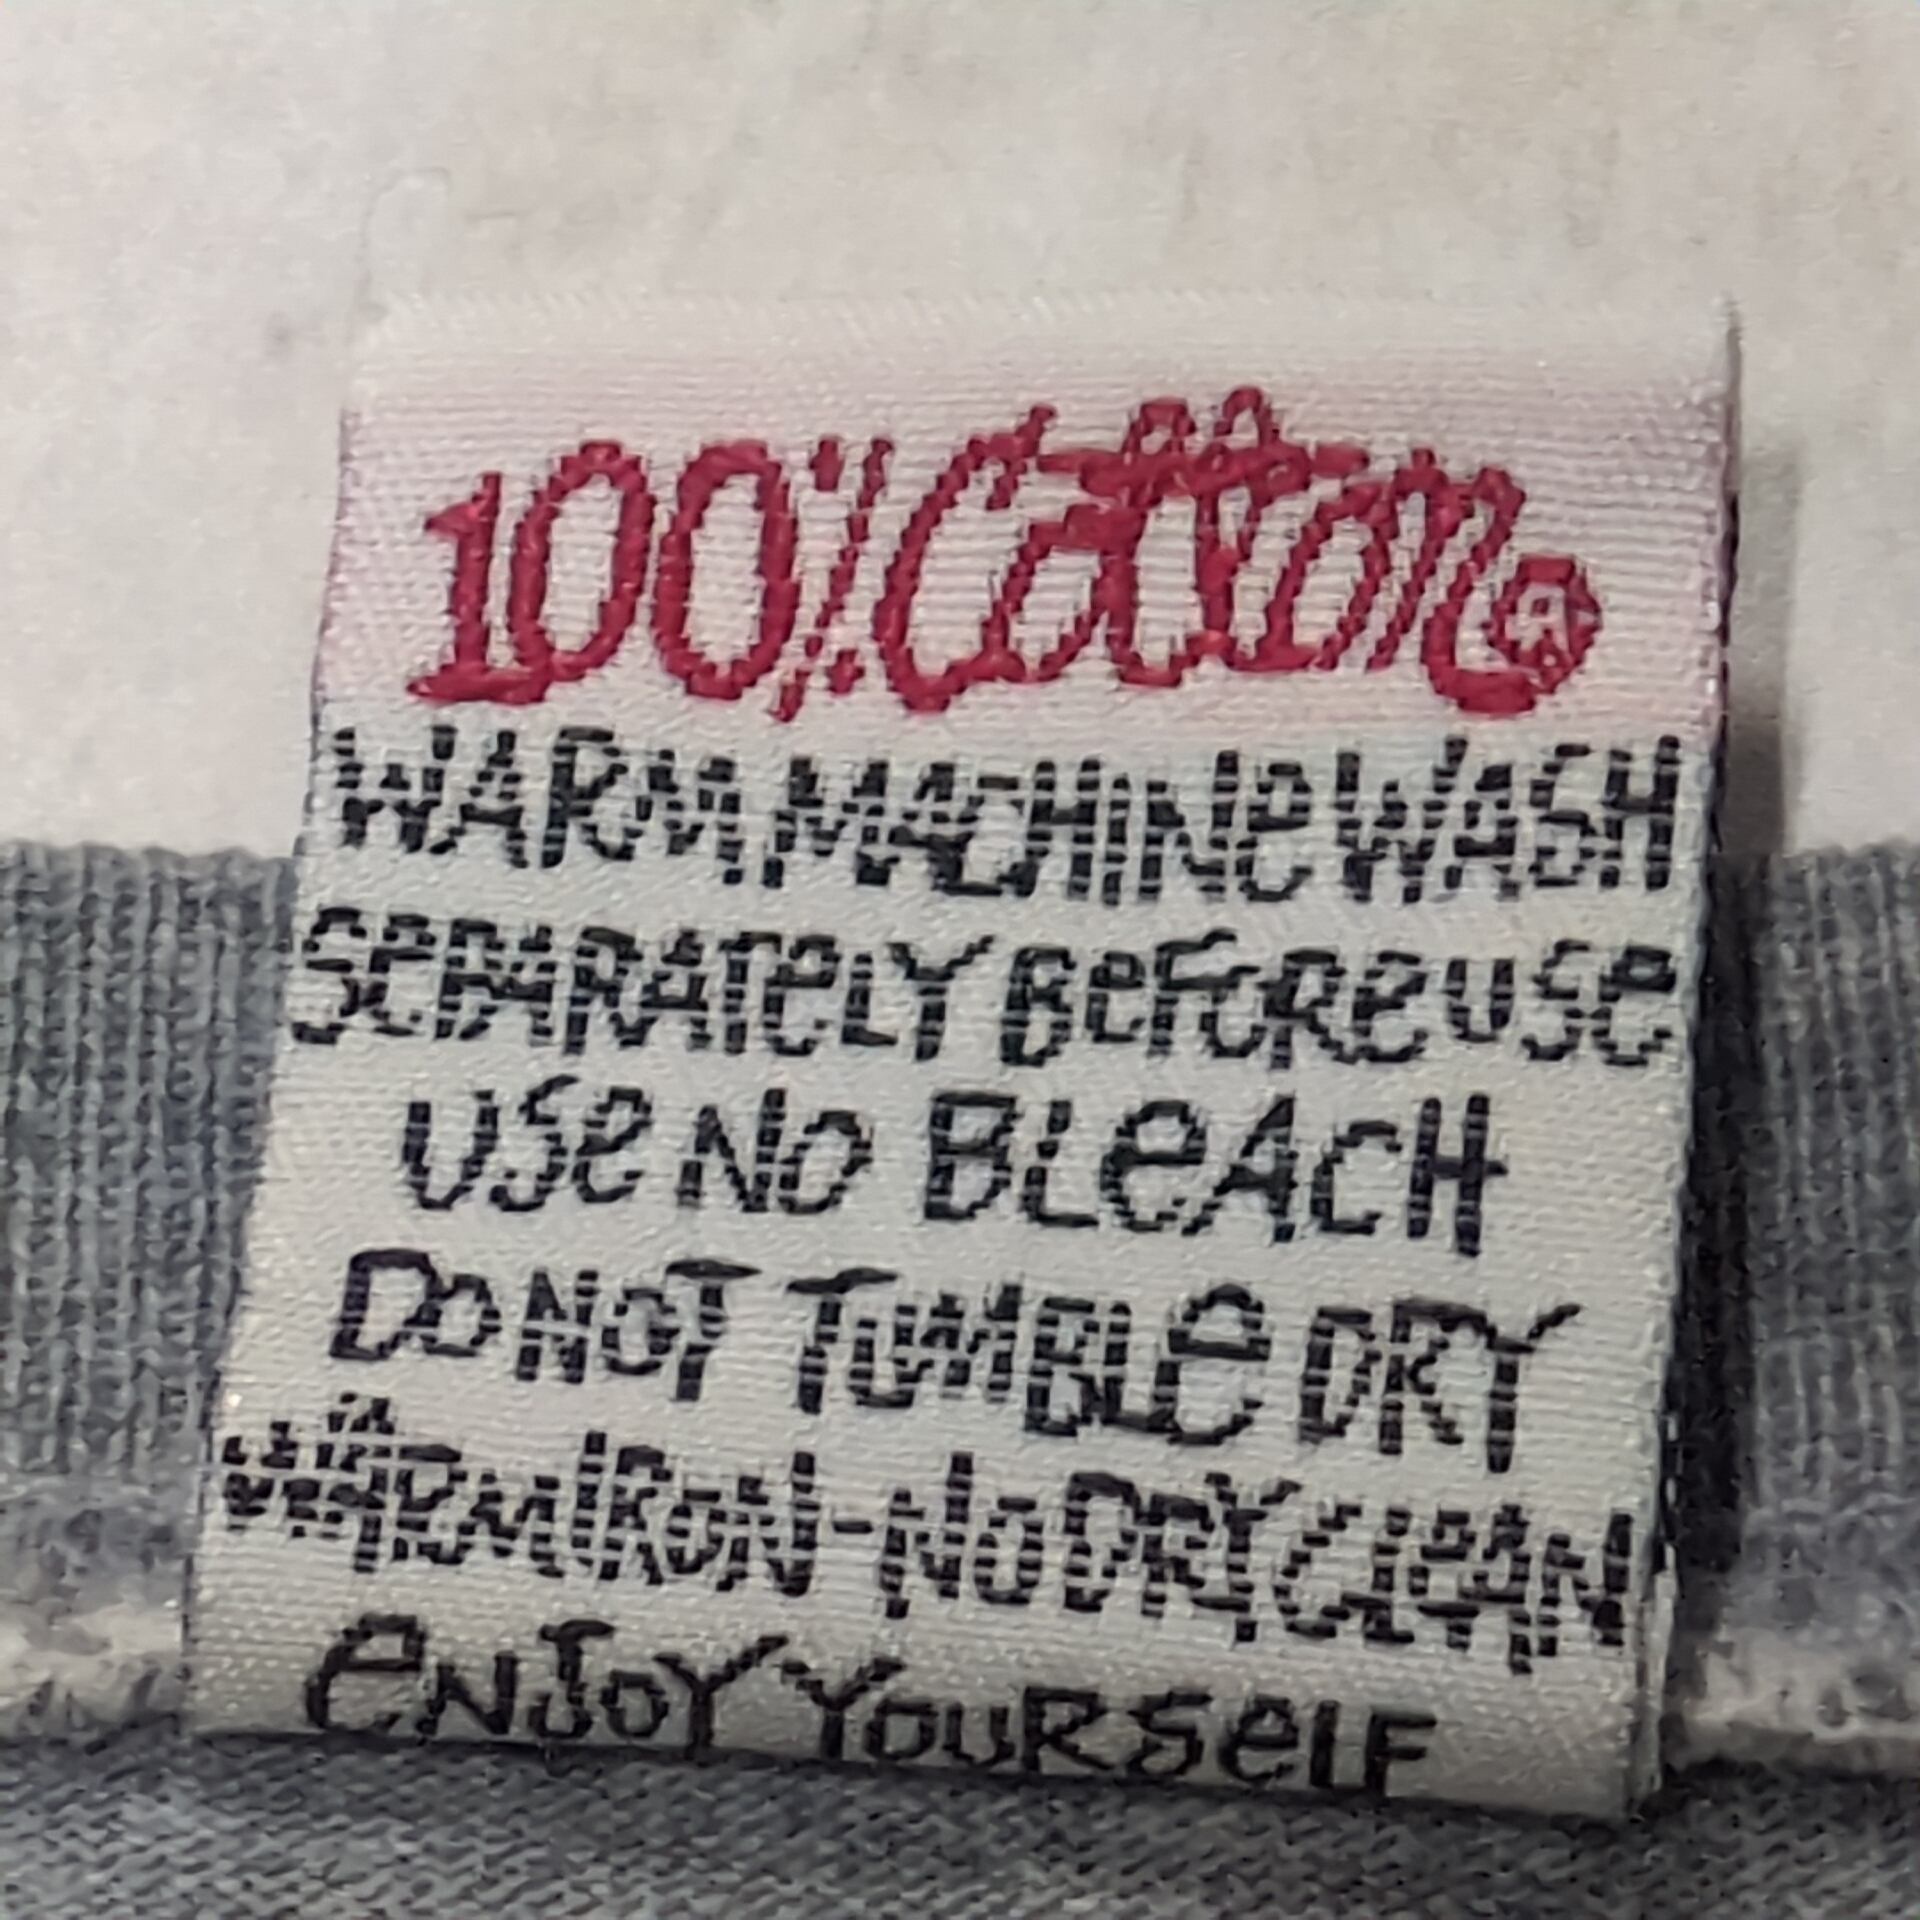 100% Cotton ®
WARM MACHINe WASH
SePARATeLY BeFORe USe
USe NO BLeACH
DO NOT TUMBLe DRY
WARM IRON - NO DRY CLeAN
eNJOY YOURSeLF